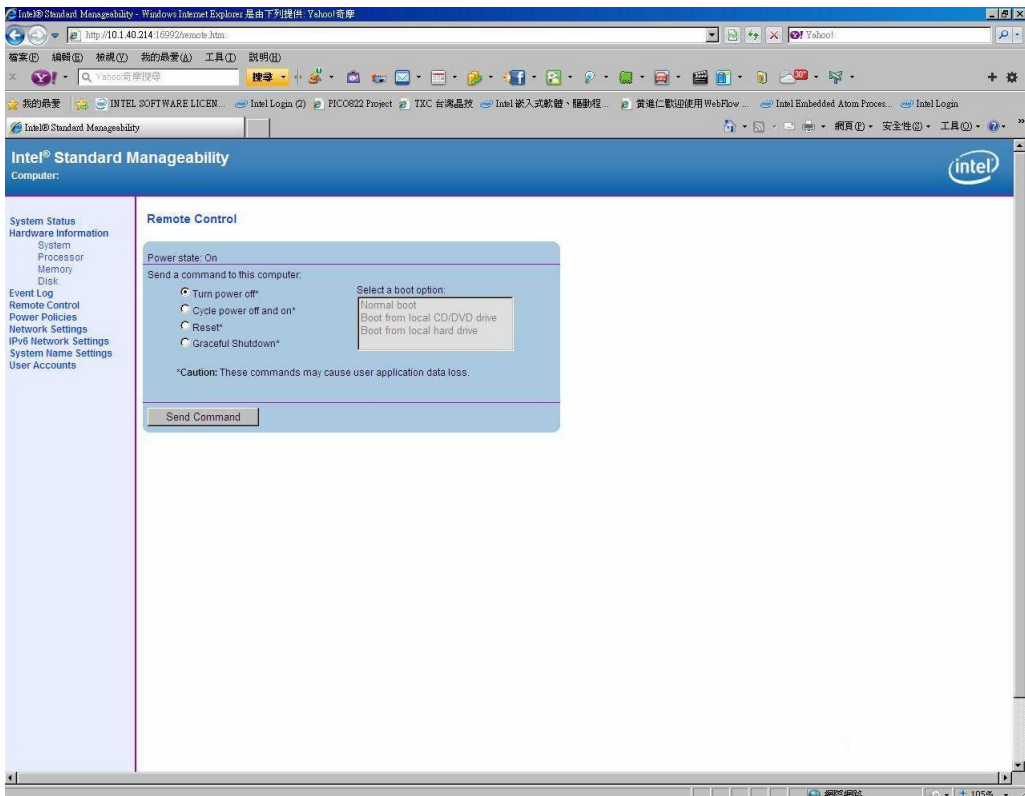 Intel® Standard Manageability - Windows Internet Explorer 是由下列提供: Yahoo!奇摩
http://10.1.40.214:16992/remote.htm
Yahoo!
檔案(F) 編輯(E) 檢視(V) 我的最愛(A) 工具(T) 說明(H)
Yahoo奇摩搜尋 搜尋
我的最愛 INTEL SOFTWARE LICEN... Intel Login (2) PICO822 Project TXC 台灣晶技 Intel 嵌入式軟體、驅動程... 黃進仁歡迎使用 WebFlow ... Intel Embedded Atom Proces... Intel Login
Intel® Standard Manageability 網頁(P) 安全性(S) 工具(O)
Intel® Standard Manageability
Computer:
intel
System Status
Hardware Information
System
Processor
Memory
Disk
Event Log
Remote Control
Power Policies
Network Settings
IPv6 Network Settings
System Name Settings
User Accounts
Remote Control
Power state: On
Send a command to this computer:
Turn power off*
Cycle power off and on*
Reset*
Graceful Shutdown*
Select a boot option:
Normal boot
Boot from local CD/DVD drive
Boot from local hard drive
*Caution: These commands may cause user application data loss.
Send Command
網際網路 105%